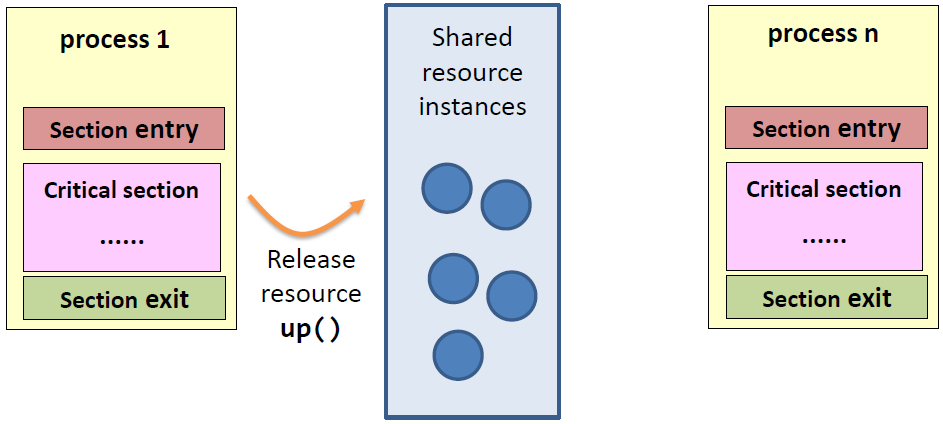 process 1
Section entry
Critical section
......
Section exit
Release
resource
up()
Shared
resource
instances
process n
Section entry
Critical section
......
Section exit